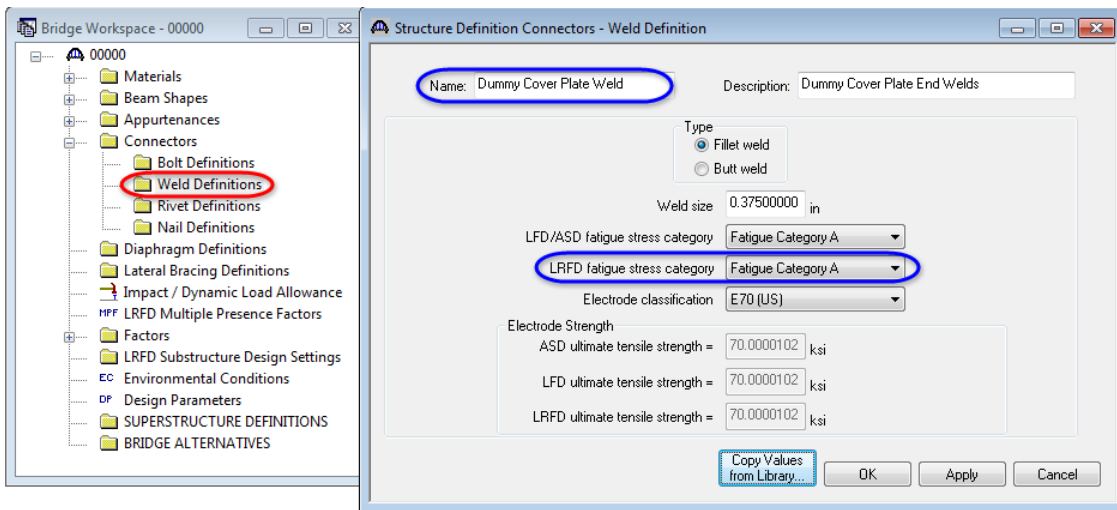 Bridge Workspace - 00000
00000
Materials
Beam Shapes
Appurtenances
Connectors
Bolt Definitions
Weld Definitions
Rivet Definitions
Nail Definitions
Diaphragm Definitions
Lateral Bracing Definitions
Impact / Dynamic Load Allowance
MPF LRFD Multiple Presence Factors
Factors
LRFD Substructure Design Settings
EC Environmental Conditions
DP Design Parameters
SUPERSTRUCTURE DEFINITIONS
BRIDGE ALTERNATIVES
Structure Definition Connectors - Weld Definition
Name: Dummy Cover Plate Weld Description: Dummy Cover Plate End Welds
Type
Fillet weld
Butt weld
Weld size 0.37500000 in
LFD/ASD fatigue stress category Fatigue Category A
LRFD fatigue stress category Fatigue Category A
Electrode classification E70 (US)
Electrode Strength
ASD ultimate tensile strength = 70.0000102 ksi
LFD ultimate tensile strength = 70.0000102 ksi
LRFD ultimate tensile strength = 70.0000102 ksi
Copy Values
from Library... OK Apply Cancel